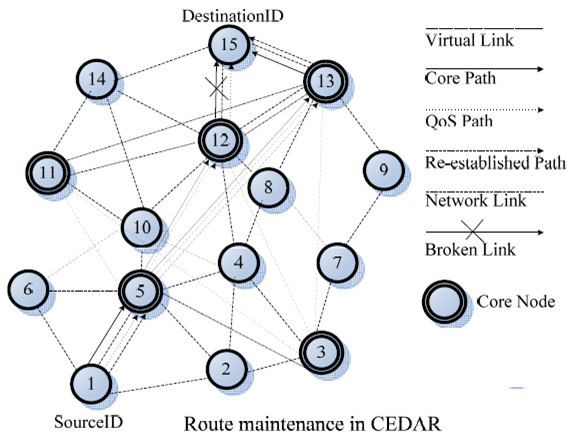 DestinationID
15
14
13
12
11
9
8
10
6
5
4
7
3
2
1
SourceID
Virtual Link
Core Path
QoS Path
Re-established Path
Network Link
Broken Link
Core Node
Route maintenance in CEDAR